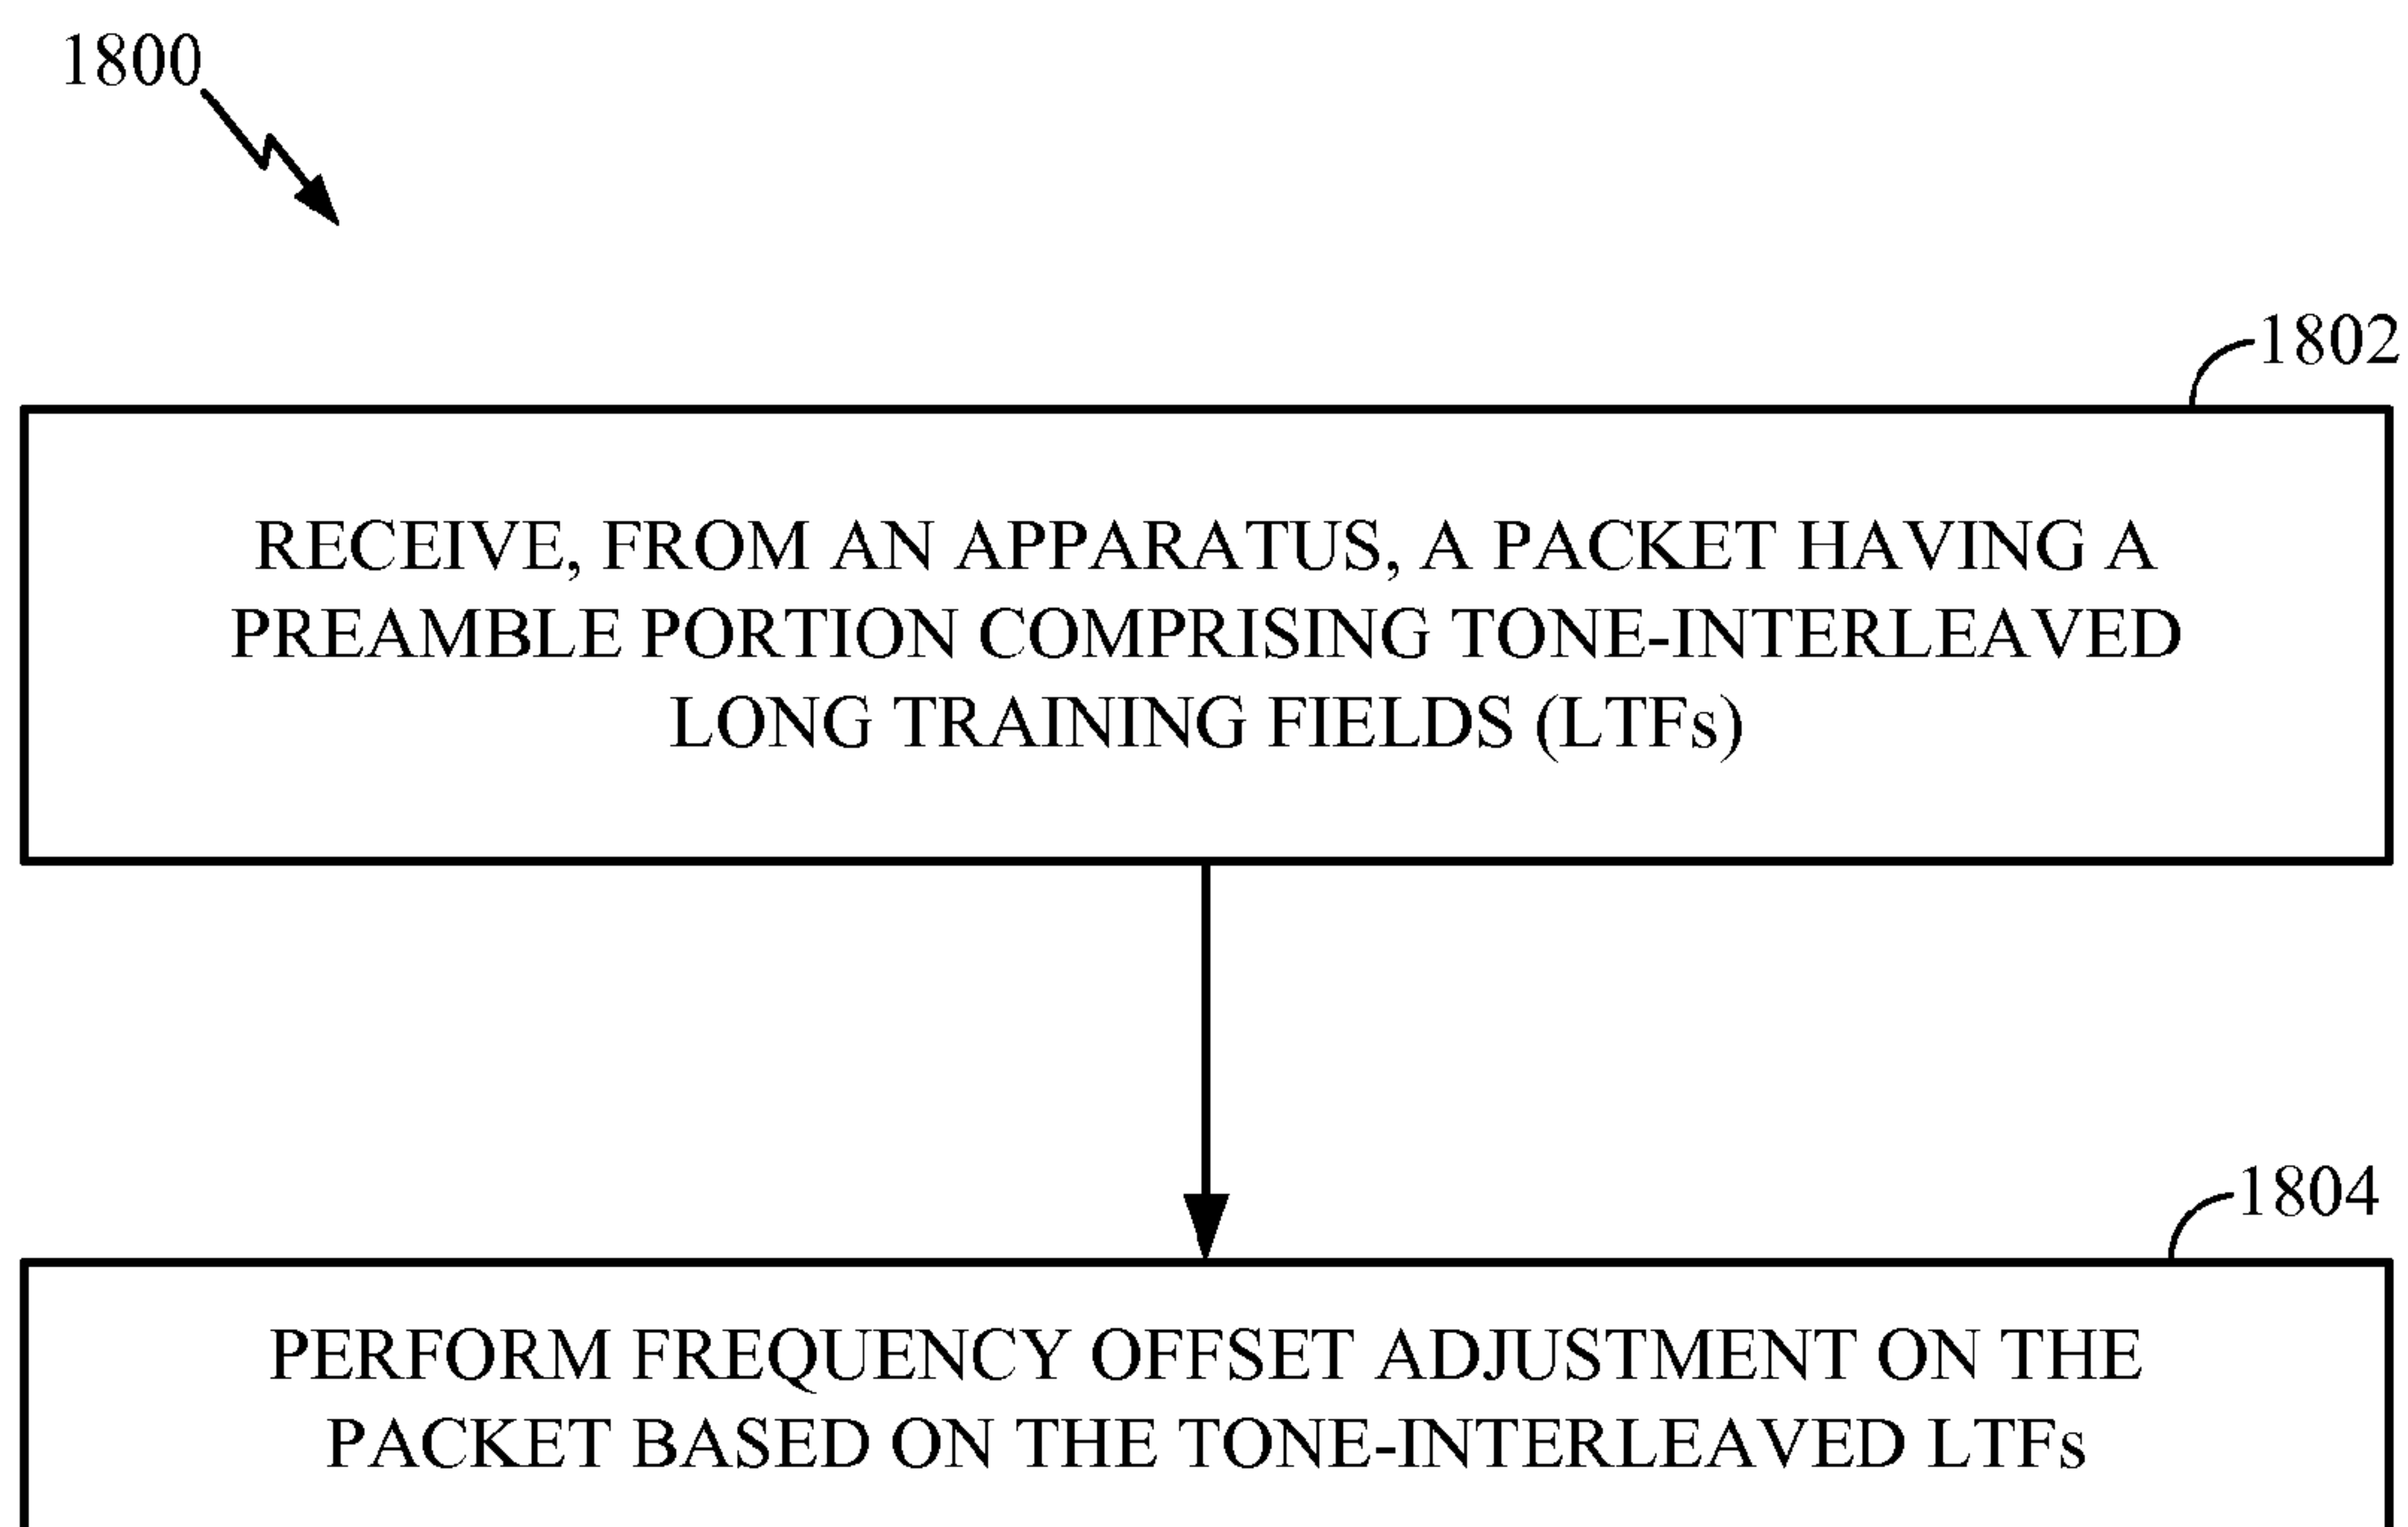 1800
1802
RECEIVE, FROM AN APPARATUS, A PACKET HAVING A
PREAMBLE PORTION COMPRISING TONE-INTERLEAVED
LONG TRAINING FIELDS (LTFs)
1804
PERFORM FREQUENCY OFFSET ADJUSTMENT ON THE
PACKET BASED ON THE TONE-INTERLEAVED LTFs